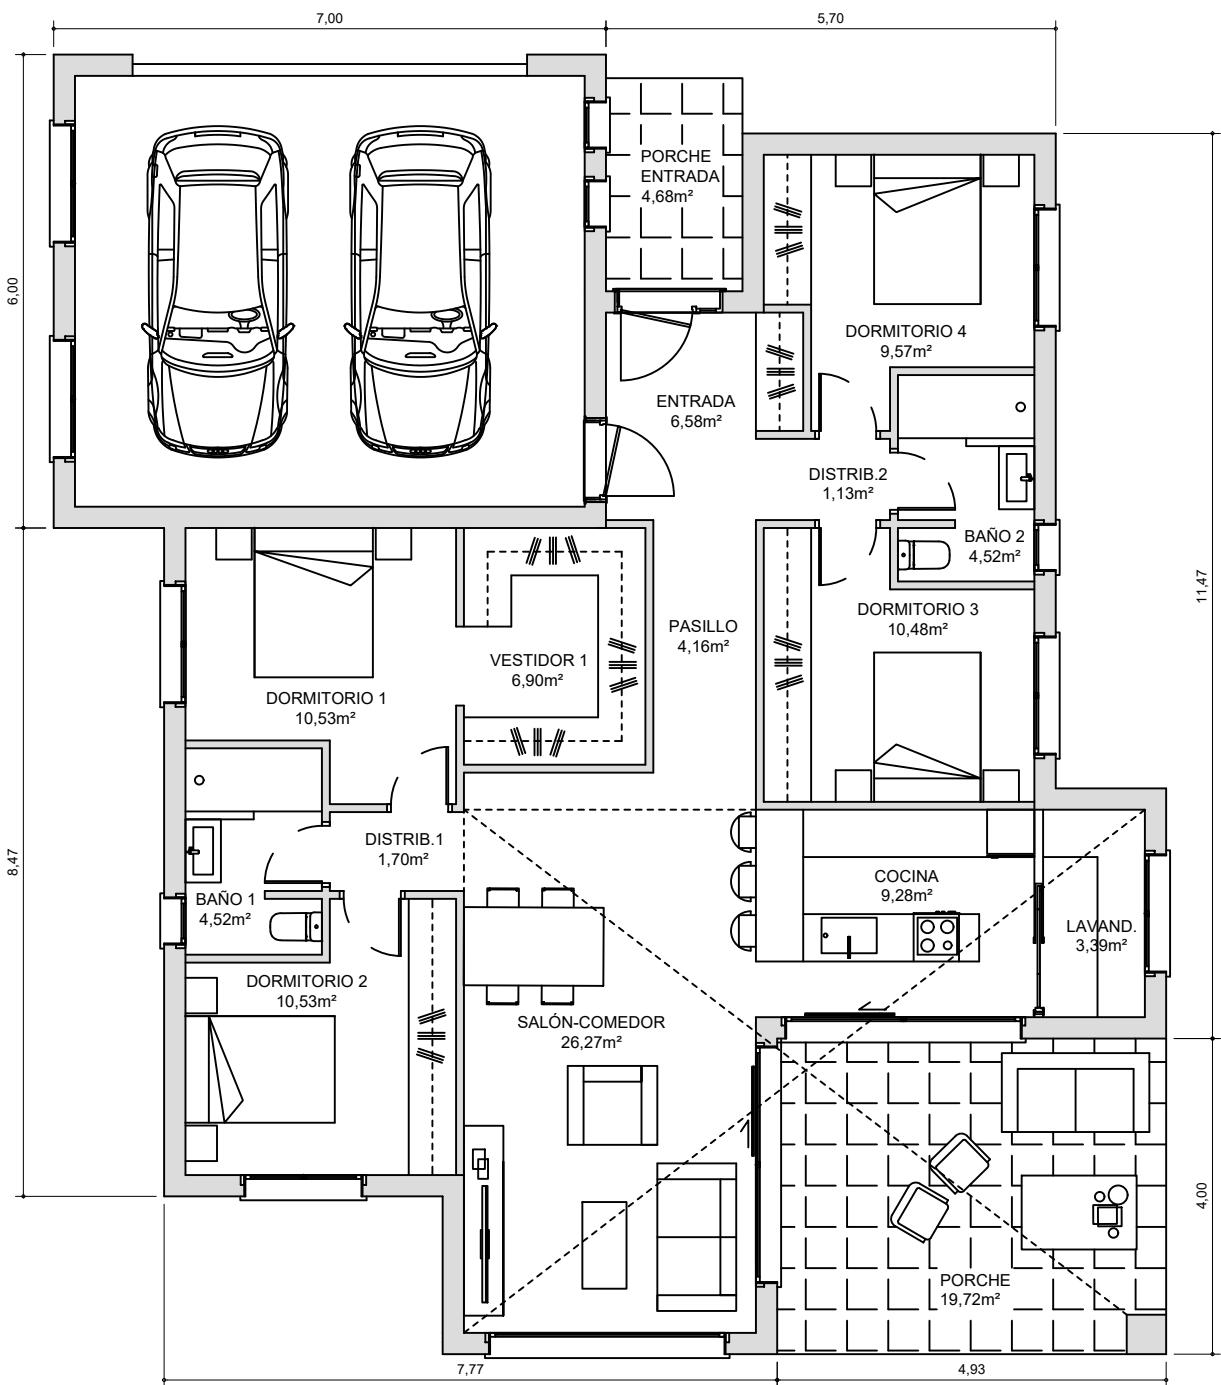 7,00
5,70
6,00
PORCHE
ENTRADA
4,68m²
DORMITORIO 4
9,57m²
ENTRADA
6,58m²
DISTRIB.2
1,13m²
BAÑO 2
4,52m²
11,47
DORMITORIO 3
10,48m²
PASILLO
4,16m²
VESTIDOR 1
6,90m²
DORMITORIO 1
10,53m²
8,47
DISTRIB.1
1,70m²
BAÑO 1
4,52m²
COCINA
9,28m²
LAVAND.
3,39m²
DORMITORIO 2
10,53m²
SALÓN-COMEDOR
26,27m²
4,00
PORCHE
19,72m²
7,77
4,93